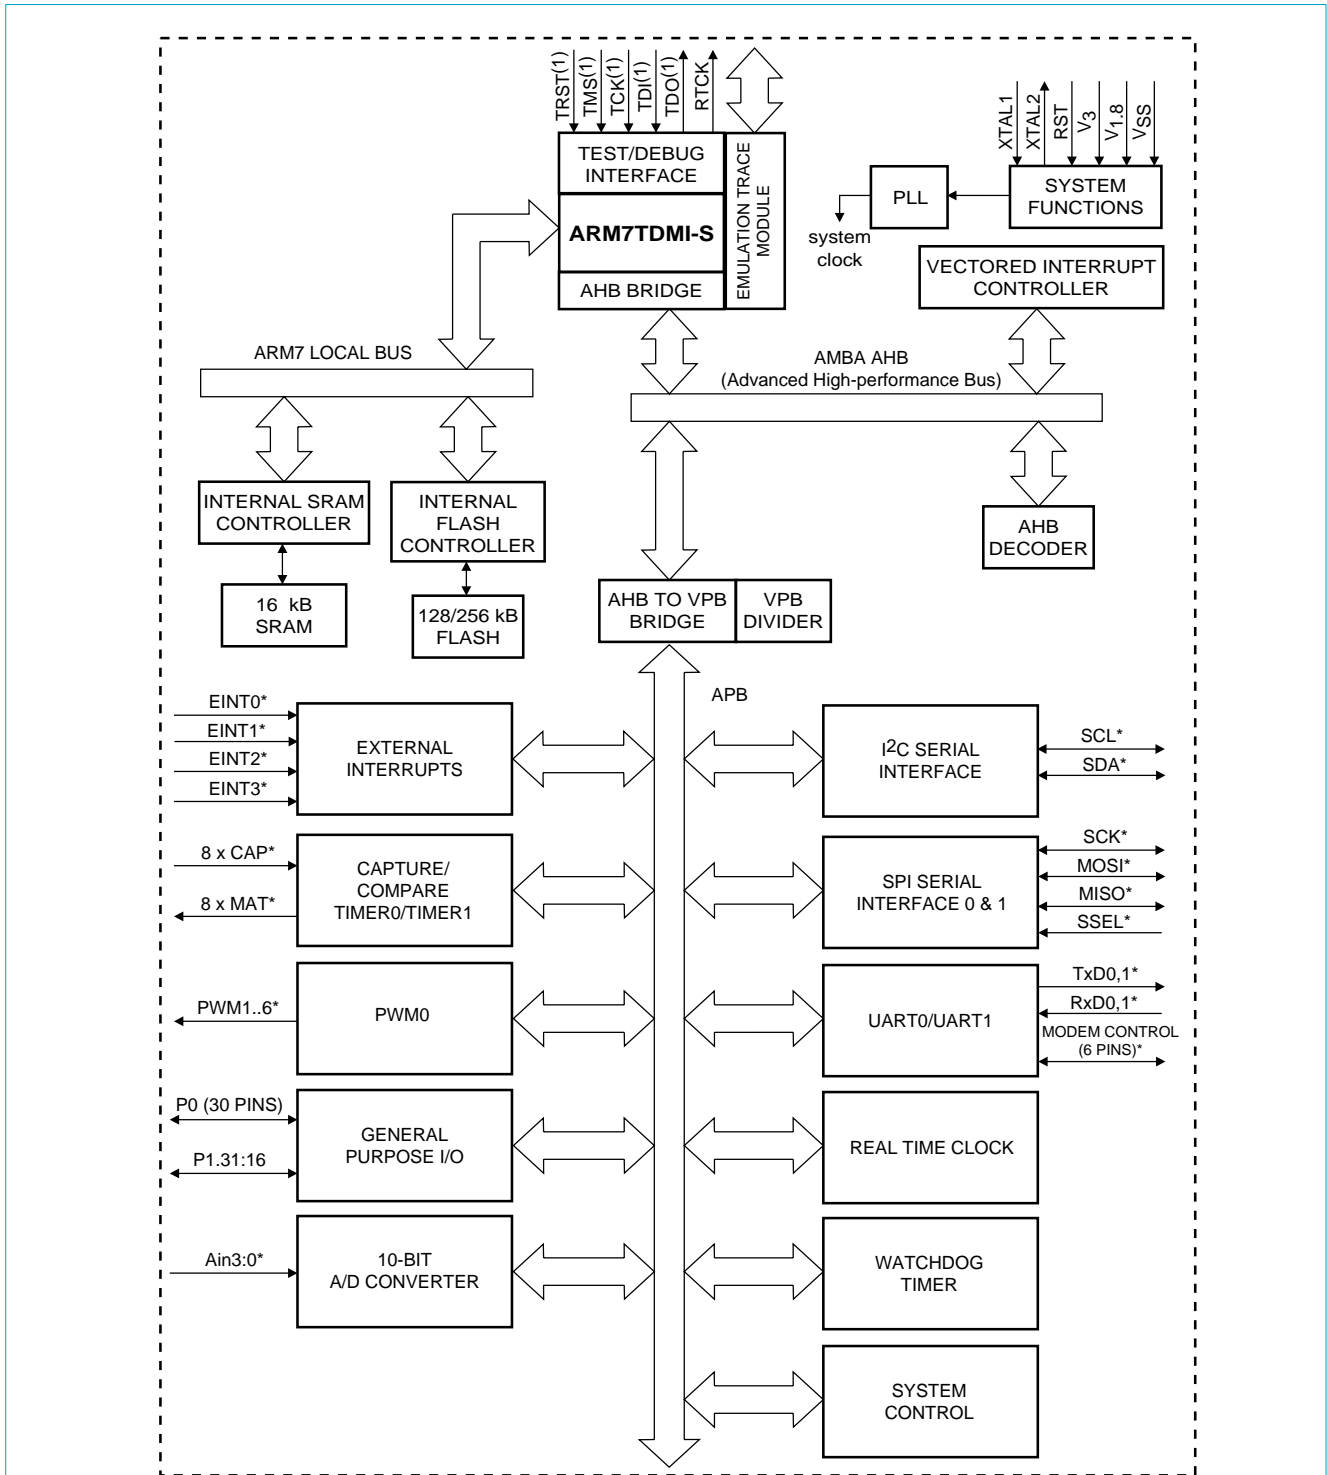 TRST(1)
TMS(1)
TCK(1)
TDI(1)
TDO(1)
RTCK
XTAL1
XTAL2
RST
V3
V1.8
VSS
TEST/DEBUG
INTERFACE
EMULATION TRACE
MODULE
PLL
SYSTEM
FUNCTIONS
ARM7TDMI-S
system
clock
AHB BRIDGE
VECTORED INTERRUPT
CONTROLLER
ARM7 LOCAL BUS
AMBA AHB
(Advanced High-performance Bus)
INTERNAL SRAM
CONTROLLER
INTERNAL
FLASH
CONTROLLER
AHB
DECODER
16 kB
SRAM
128/256 kB
FLASH
AHB TO VPB
BRIDGE
VPB
DIVIDER
APB
EINT0*
EINT1*
EINT2*
EINT3*
EXTERNAL
INTERRUPTS
I2C SERIAL
INTERFACE
SCL*
SDA*
8 x CAP*
8 x MAT*
CAPTURE/
COMPARE
TIMER0/TIMER1
SPI SERIAL
INTERFACE 0 & 1
SCK*
MOSI*
MISO*
SSEL*
PWM1..6*
PWM0
UART0/UART1
TxD0,1*
RxD0,1*
MODEM CONTROL
(6 PINS)*
P0 (30 PINS)
P1.31:16
GENERAL
PURPOSE I/O
REAL TIME CLOCK
Ain3:0*
10-BIT
A/D CONVERTER
WATCHDOG
TIMER
SYSTEM
CONTROL